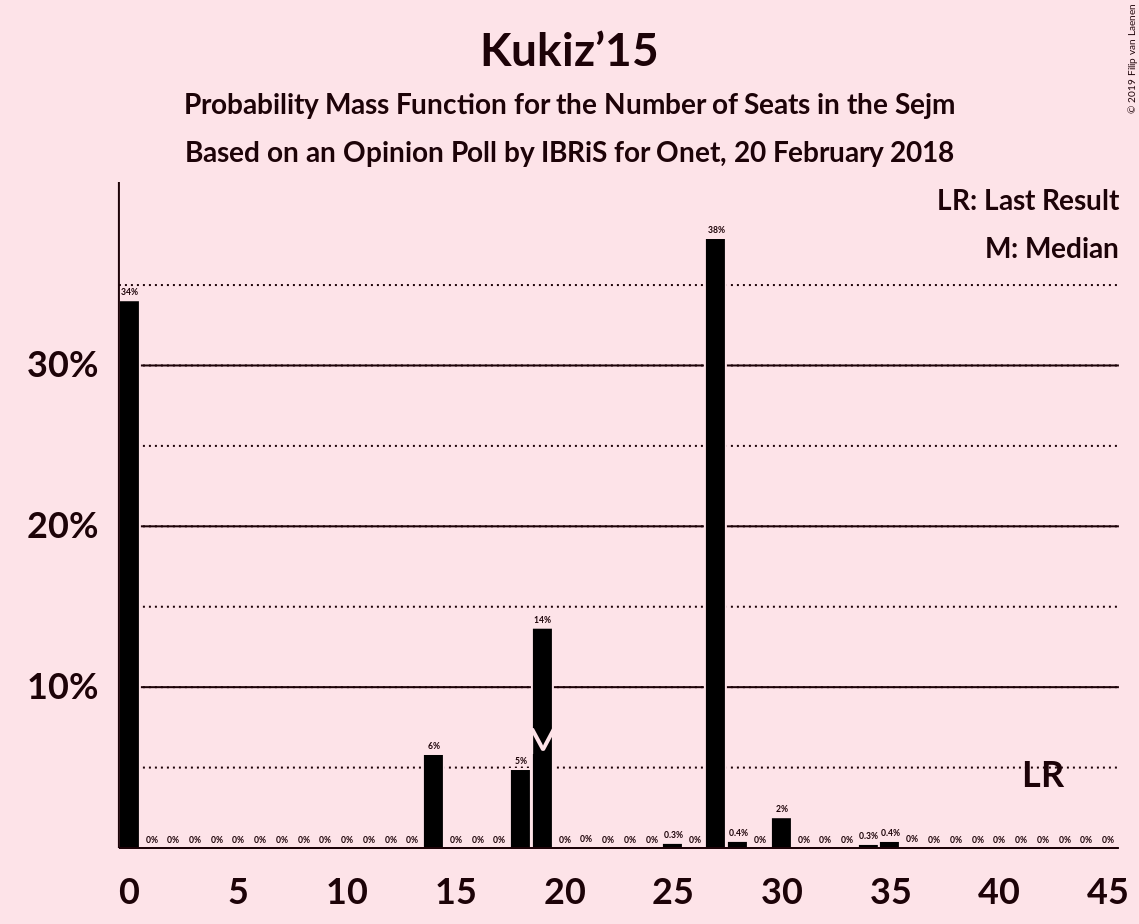 Kukiz’15
Probability Mass Function for the Number of Seats in the Sejm
Based on an Opinion Poll by IBRiS for Onet, 20 February 2018
© 2019 Filip van Laenen
LR: Last Result
M: Median
30%
20%
10%
34% 0% 0% 0% 0% 0% 0% 0% 0% 0% 0% 0% 0% 0% 6% 0% 0% 0% 5% 14% 0% 0% 0% 0% 0% 0.3% 0% 38% 0.4% 0% 2% 0% 0% 0% 0.3% 0.4% 0% 0% 0% 0% 0% 0% 0% 0% 0% 0%
LR
0 5 10 15 20 25 30 35 40 45